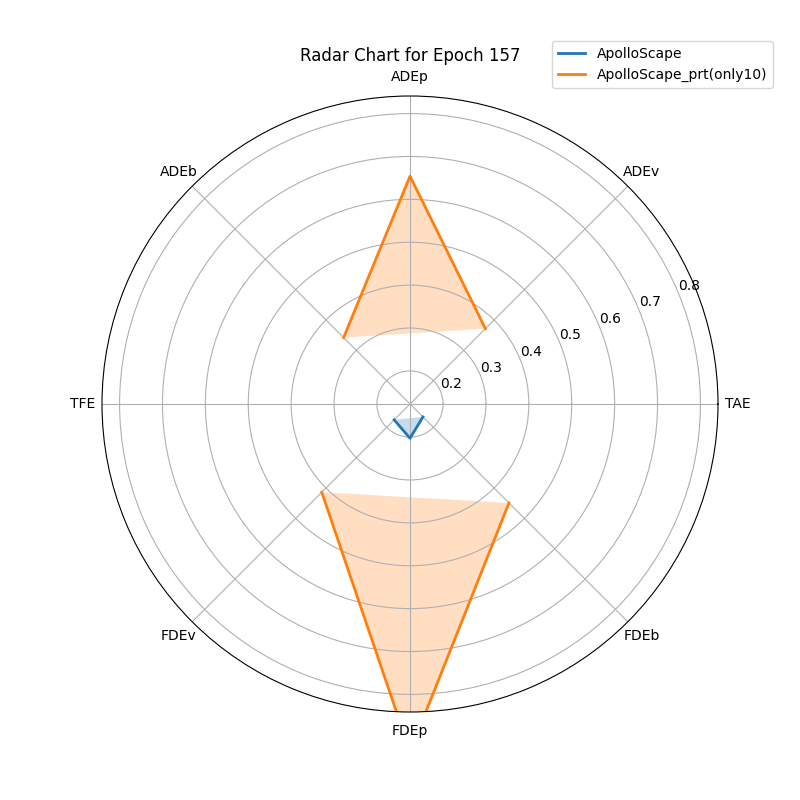 Radar Chart for Epoch 157
ApolloScape
ApolloScape_prt(only10)
ADEp
ADEb
ADEv
0.8
0.7
0.6
0.5
0.4
0.3
0.2
TFE
TAE
FDEv
FDEb
FDEp